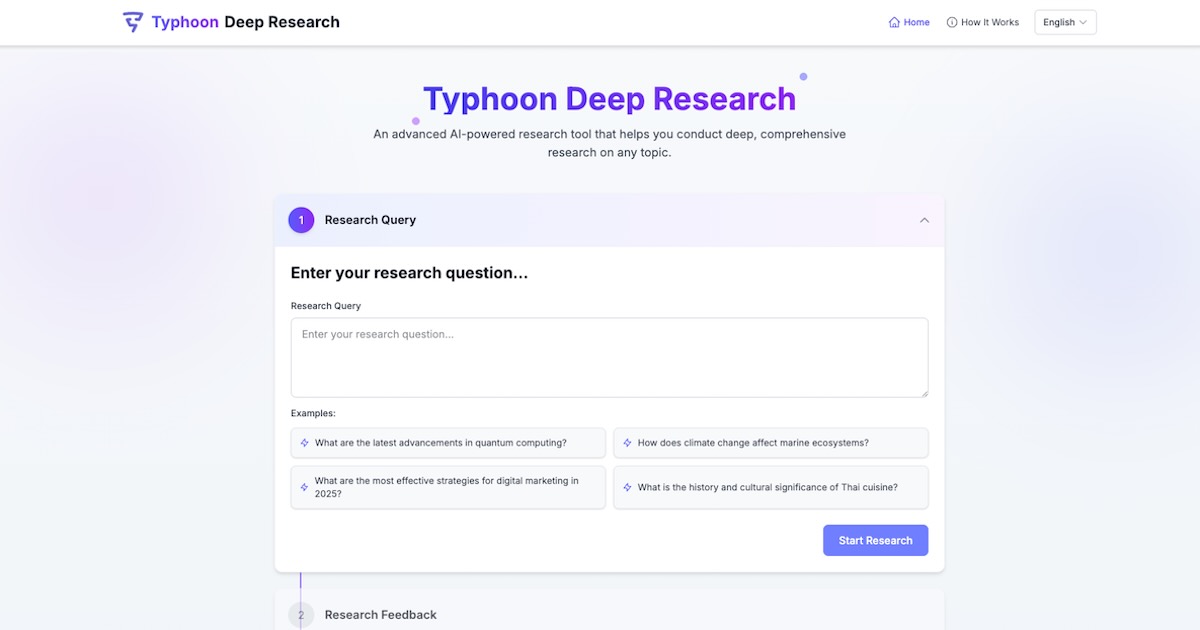 Typhoon Deep Research
Home
How It Works
English
Typhoon Deep Research
An advanced AI-powered research tool that helps you conduct deep, comprehensive
research on any topic.
1
Research Query
Enter your research question...
Research Query
Enter your research question...
Examples:
What are the latest advancements in quantum computing?
How does climate change affect marine ecosystems?
What are the most effective strategies for digital marketing in
2025?
What is the history and cultural significance of Thai cuisine?
Start Research
2
Research Feedback